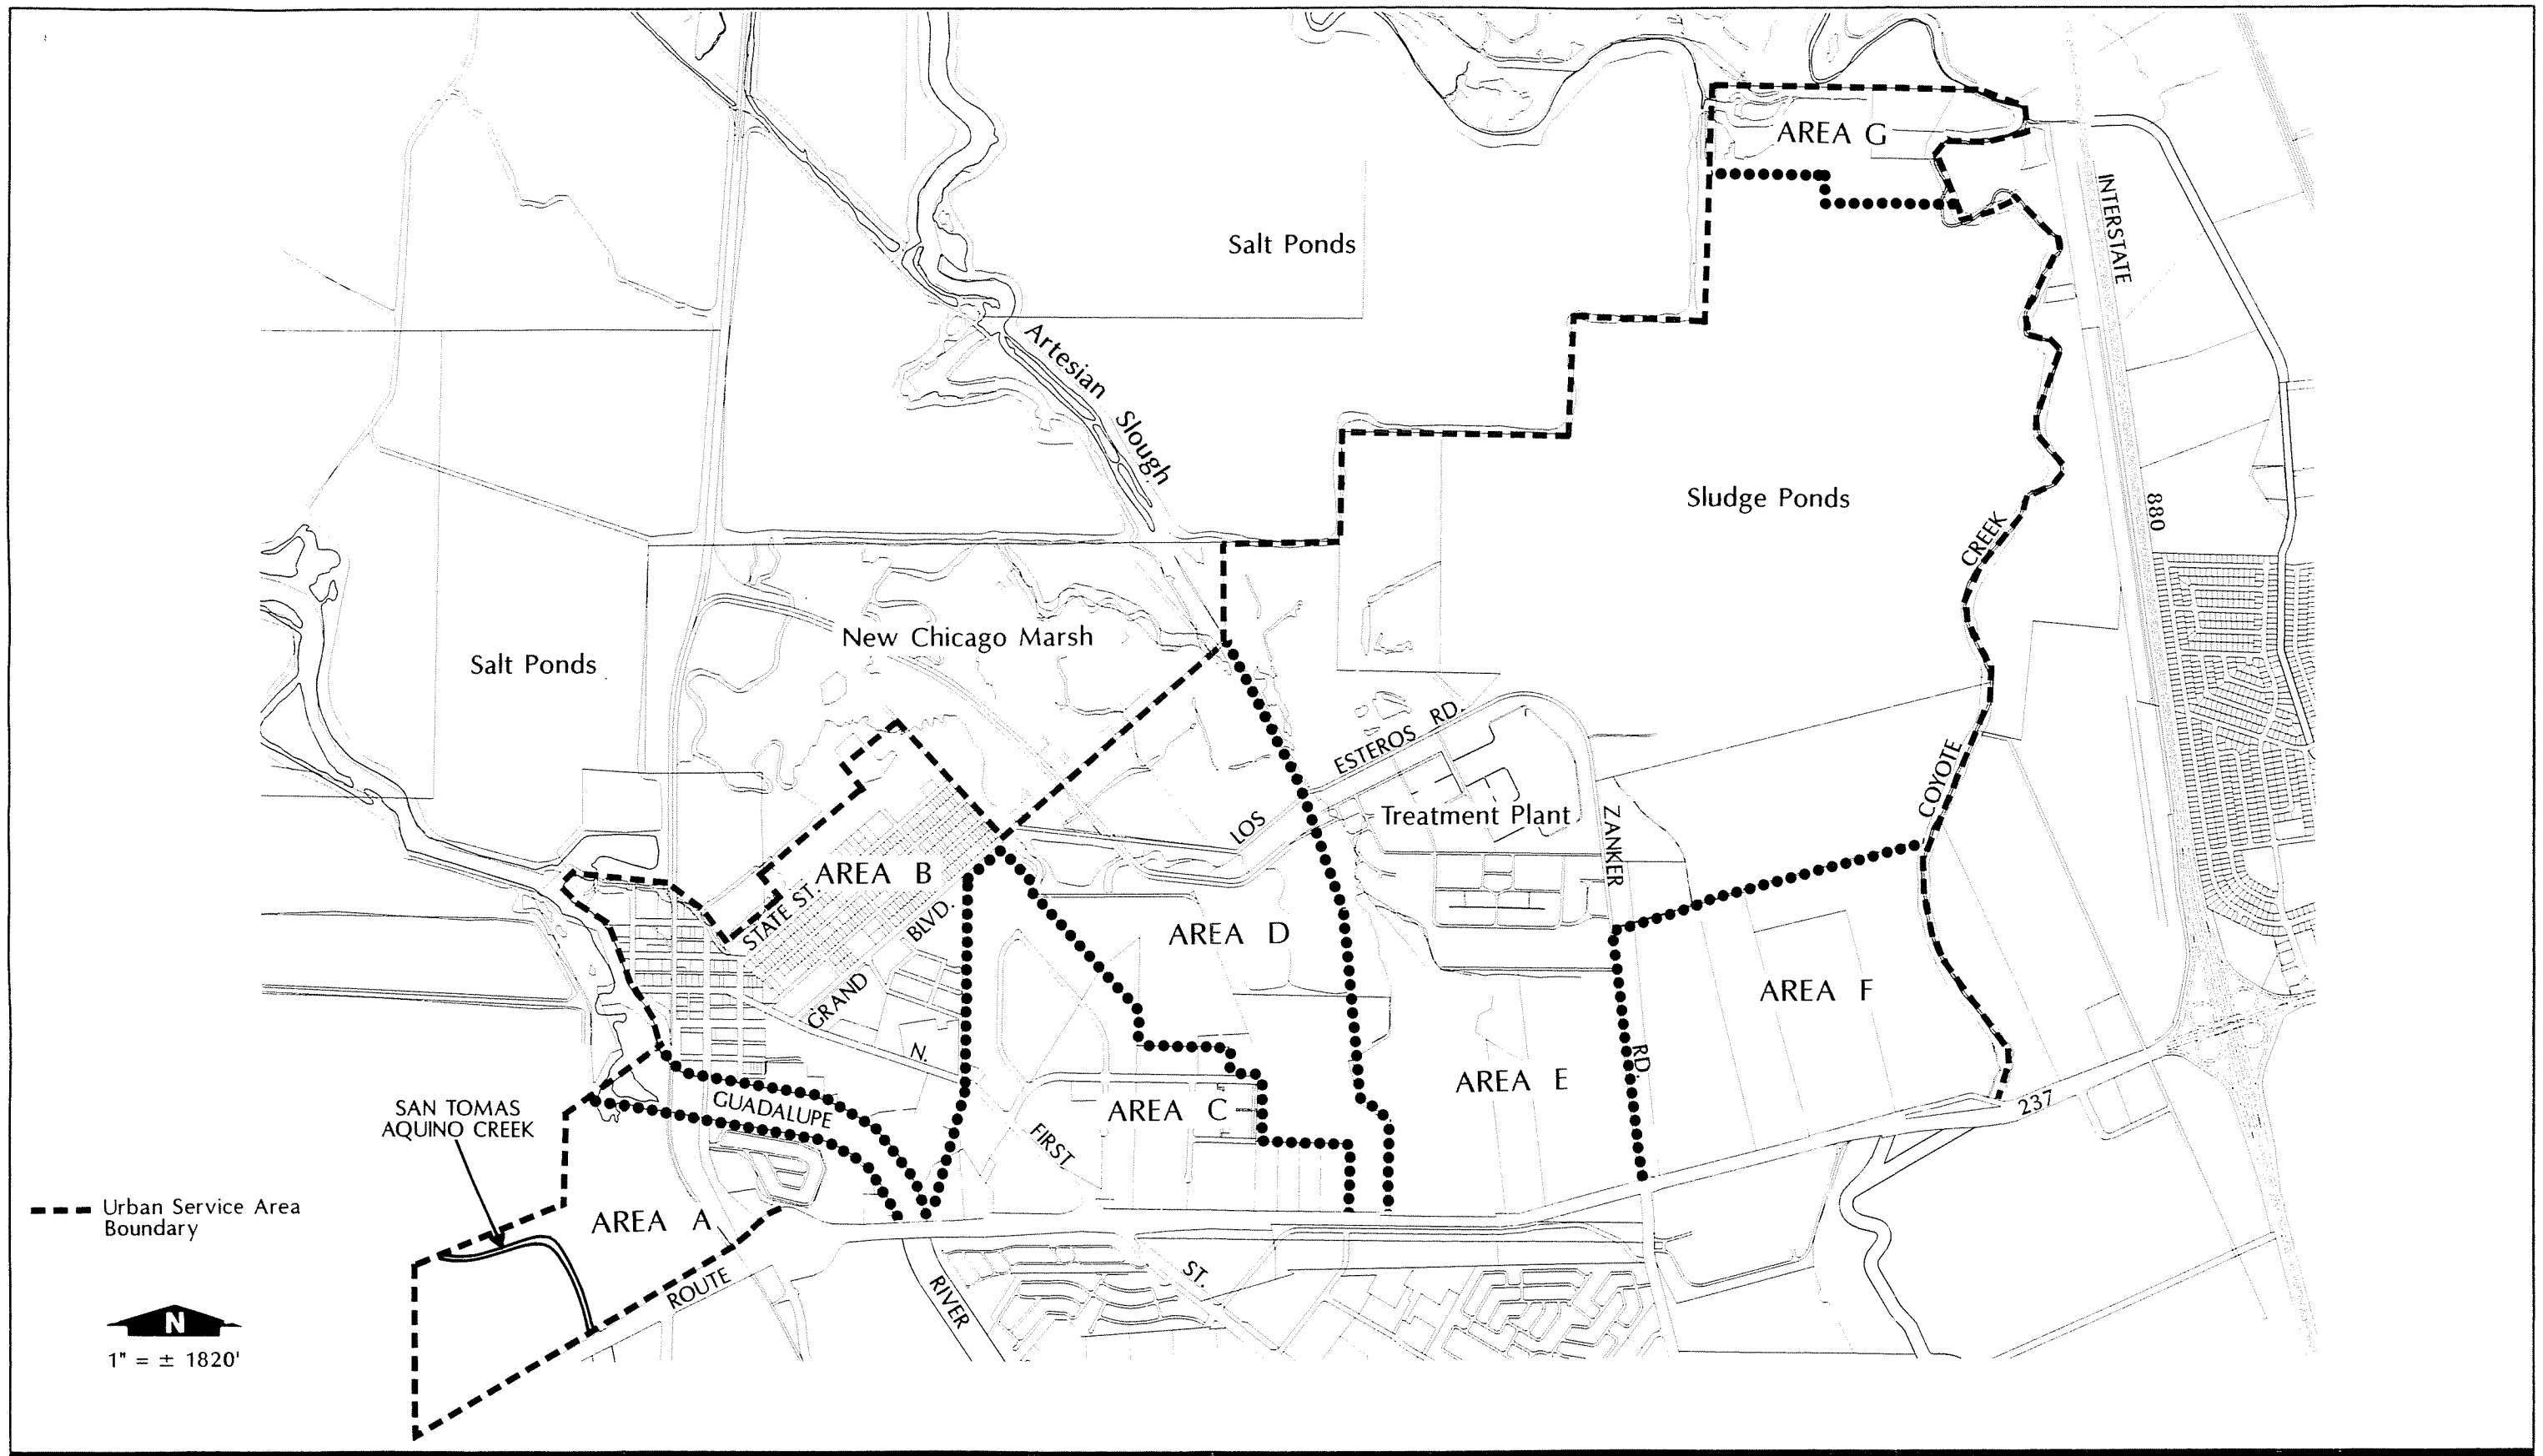 AREA G
INTERSTATE
Salt Ponds
Artesian
Slough
Sludge Ponds
880
CREEK
New Chicago Marsh
Salt Ponds
ESTEROS RD.
LOS
COYOTE
Treatment Plant
ZANKER
AREA B
STATE ST.
BLVD.
GRAND
AREA D
AREA F
N.
RD.
AREA E
GUADALUPE
AREA C
237
SAN TOMAS
AQUINO CREEK
FIRST
Urban Service Area
Boundary
AREA A
ROUTE
RIVER
ST.
N
1" = ± 1820'